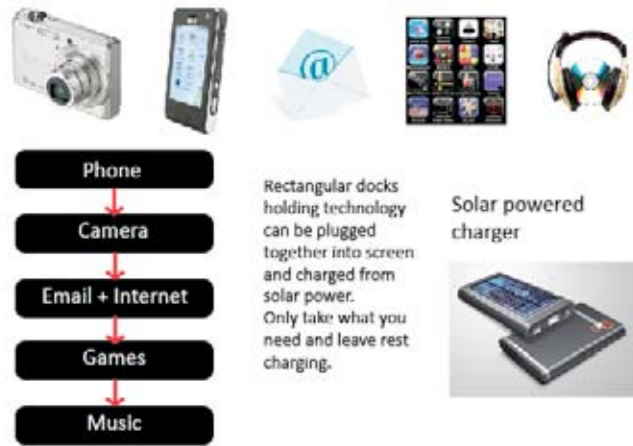 @
Phone
Camera
Email + Internet
Games
Music
Rectangular docks
holding technology
can be plugged
together into screen
and charged from
solar power.
Only take what you
need and leave rest
charging.
Solar powered
charger